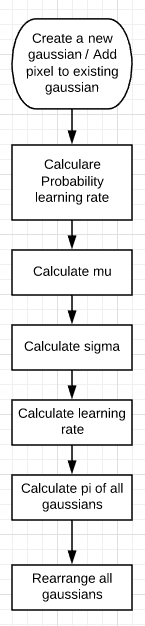 Create a new
gaussian / Add
pixel to existing
gaussian
Calculare
Probability
learning rate
Calculate mu
Calculate sigma
Calculate learning
rate
Calculate pi of all
gaussians
Rearrange all
gaussians